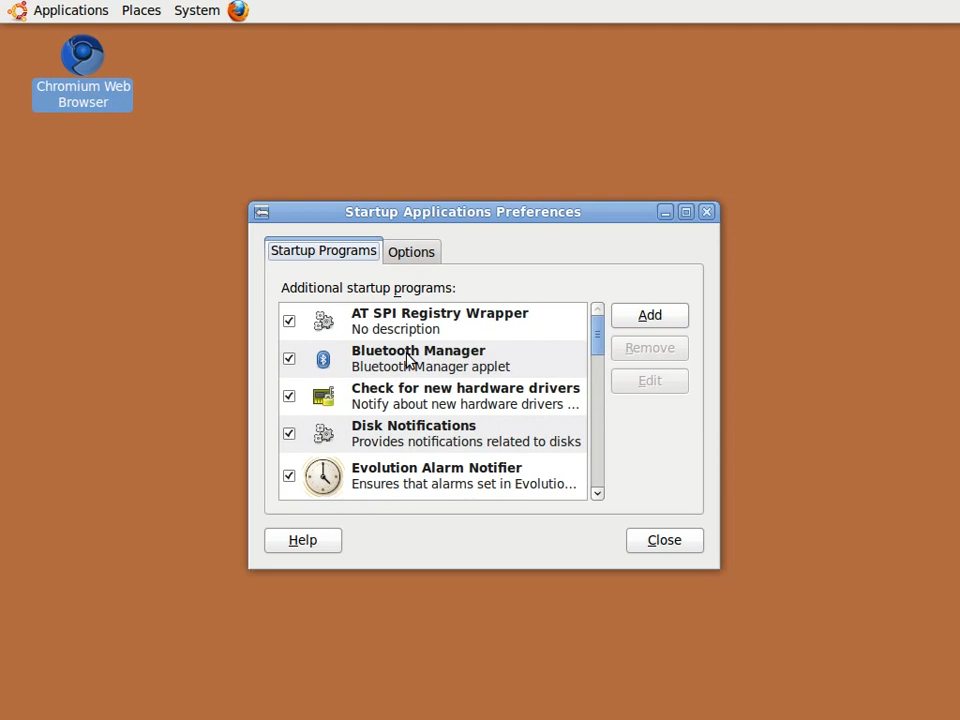 Applications Places System
Chromium Web
Browser
Startup Applications Preferences
Startup Programs Options
Additional startup programs:
AT SPI Registry Wrapper
No description
Add
Bluetooth Manager
Bluetooth Manager applet
Remove
Check for new hardware drivers
Notify about new hardware drivers ...
Edit
Disk Notifications
Provides notifications related to disks
Evolution Alarm Notifier
Ensures that alarms set in Evolutio...
Help Close